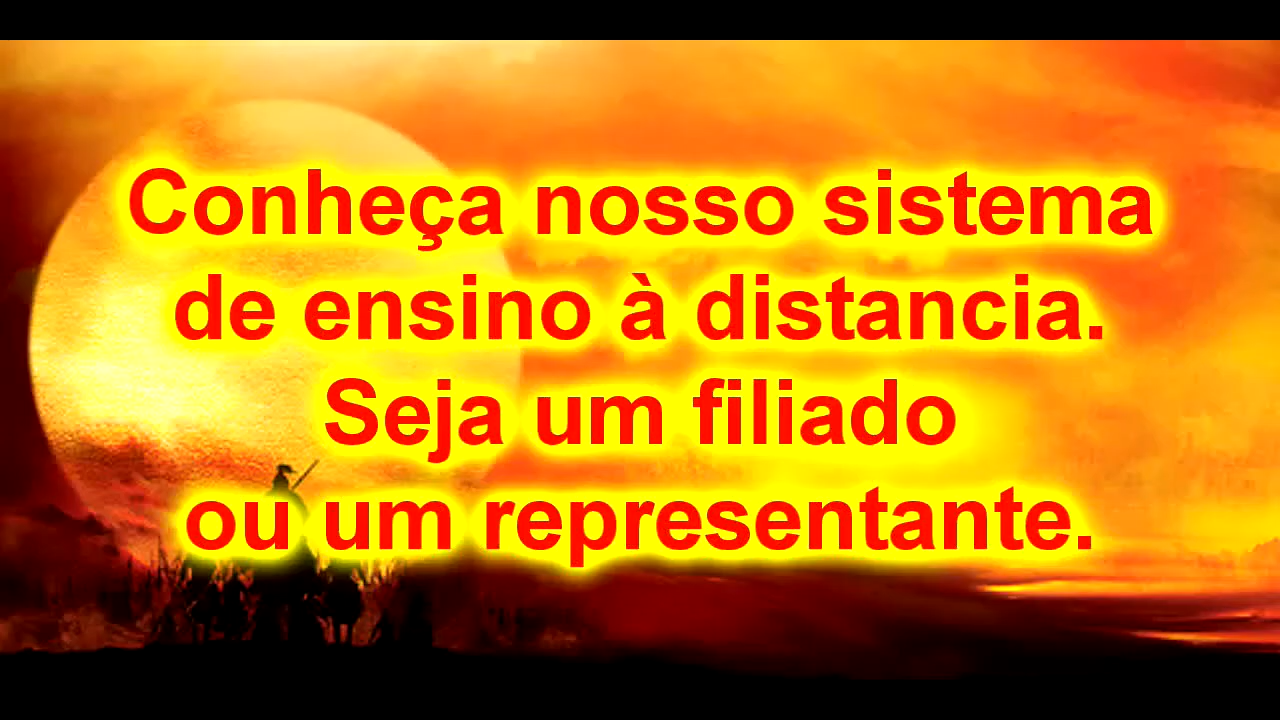 Conheça nosso sistema
de ensino à distancia.
Seja um filiado
ou um representante.